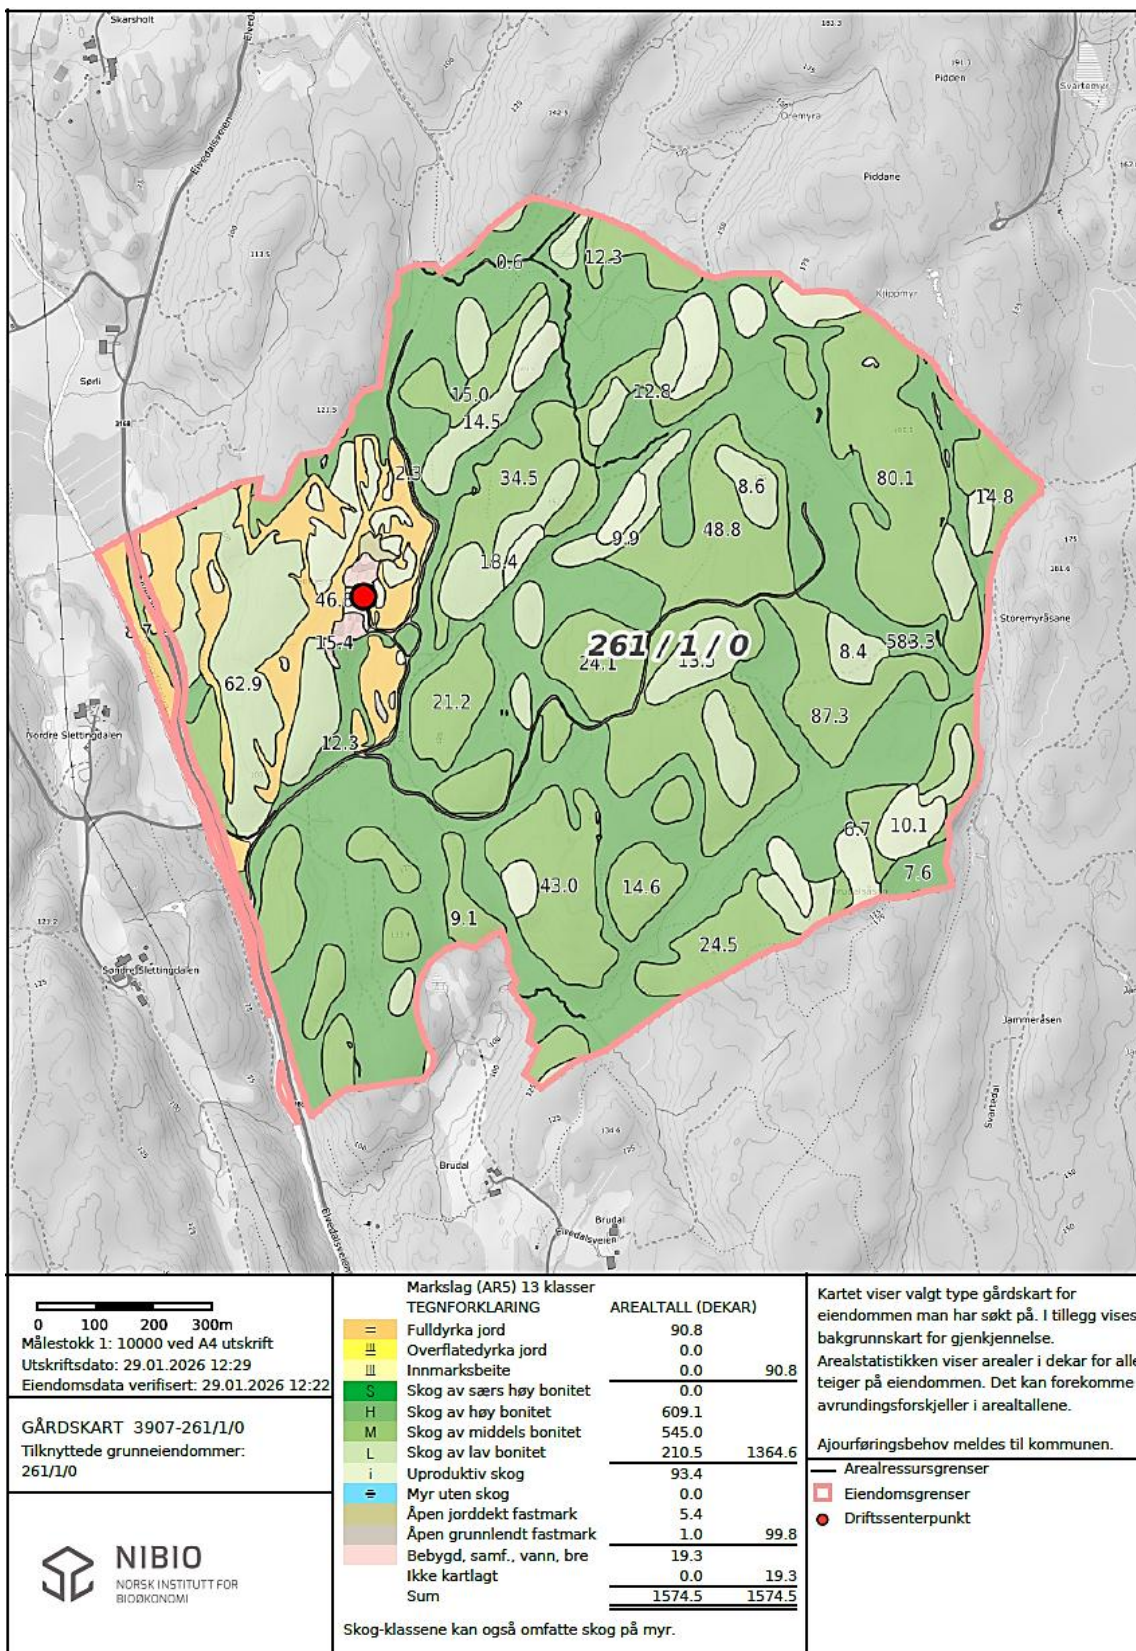 Skarsholt
Elvedalsveien
Pidden
Svartemyr
Oremyra
Piddane
Kjippmyr
Sørli
Storemyråsane
Nordre Slettingdalen
Søndre Slettingdalen
Jammeråsen
Svartedal
Brudal
Brudal
Elvedalsveien
Elvedalsveien
0.6
12.3
15.0
14.5
12.8
2.3
34.5
8.6
80.1
14.8
48.8
9.9
18.4
15.4
261 / 1 / 0
24.1
583.3
8.4
62.9
21.2
87.3
12.3
6.7
10.1
7.6
43.0
14.6
9.1
24.5
0 100 200 300m
Målestokk 1: 10000 ved A4 utskrift
Utskriftsdato: 29.01.2026 12:29
Eiendomsdata verifisert: 29.01.2026 12:22
GÅRDSKART 3907-261/1/0
Tilknyttede grunneiendommer:
261/1/0
NIBIO
NORSK INSTITUTT FOR
BIOØKONOMI
Markslag (AR5) 13 klasser
TEGNFORKLARING AREALTALL (DEKAR)
Fulldyrka jord 90.8
Overflatedyrka jord 0.0
Innmarksbeite 0.0 90.8
S Skog av særs høy bonitet 0.0
H Skog av høy bonitet 609.1
M Skog av middels bonitet 545.0
L Skog av lav bonitet 210.5 1364.6
i Uproduktiv skog 93.4
Myr uten skog 0.0
Åpen jorddekt fastmark 5.4
Åpen grunnlendt fastmark 1.0 99.8
Bebygd, samf., vann, bre 19.3
Ikke kartlagt 0.0 19.3
Sum 1574.5 1574.5
Skog-klassene kan også omfatte skog på myr.
Kartet viser valgt type gårdskart for
eiendommen man har søkt på. I tillegg vises
bakgrunnskart for gjenkjennelse.
Arealstatistikken viser arealer i dekar for alle
teiger på eiendommen. Det kan forekomme
avrundingsforskjeller i arealtallene.
Ajourføringsbehov meldes til kommunen.
Arealressursgrenser
Eiendomsgrenser
Driftssenterpunkt